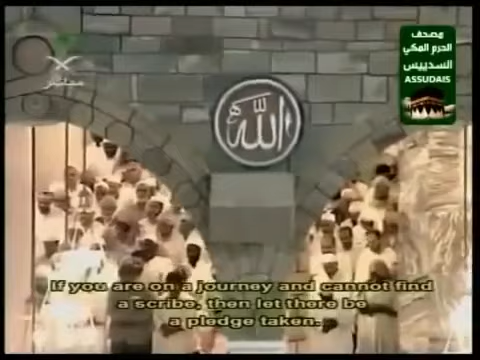 مصحف
الحرم المكي
السديس
ASSUDAIS
مباشر
الله
If you are on a journey and cannot find
a scribe, then let there be
a pledge taken.